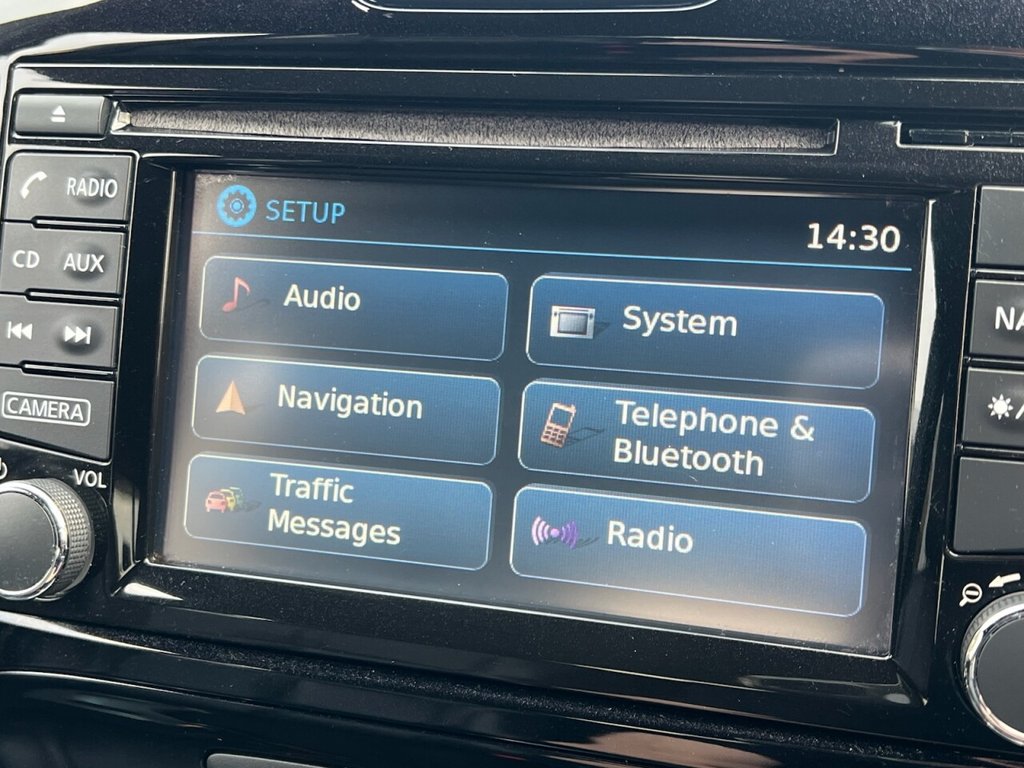 RADIO
CD AUX
CAMERA
VOL
SETUP
14:30
Audio
System
Navigation
Telephone &
Bluetooth
Traffic
Messages
Radio